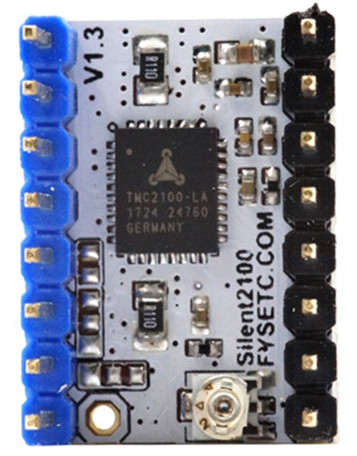 V1.3
R110
TMC2100-LA
1724 24760
GERMANY
R110
Silent2100
FYSETC.COM